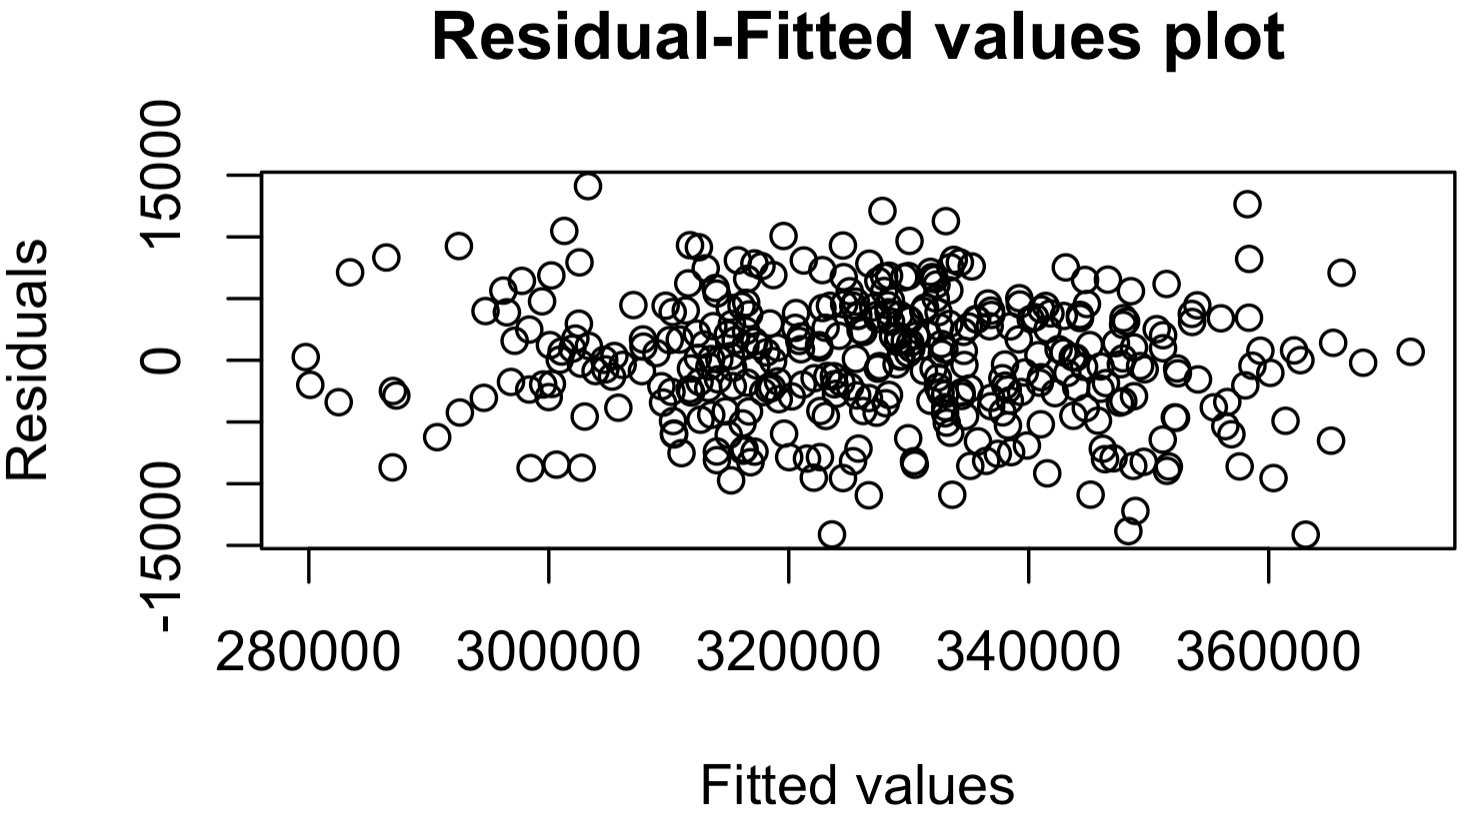 Residual-Fitted values plot
Residuals
15000
0
-15000
280000 300000 320000 340000 360000
Fitted values